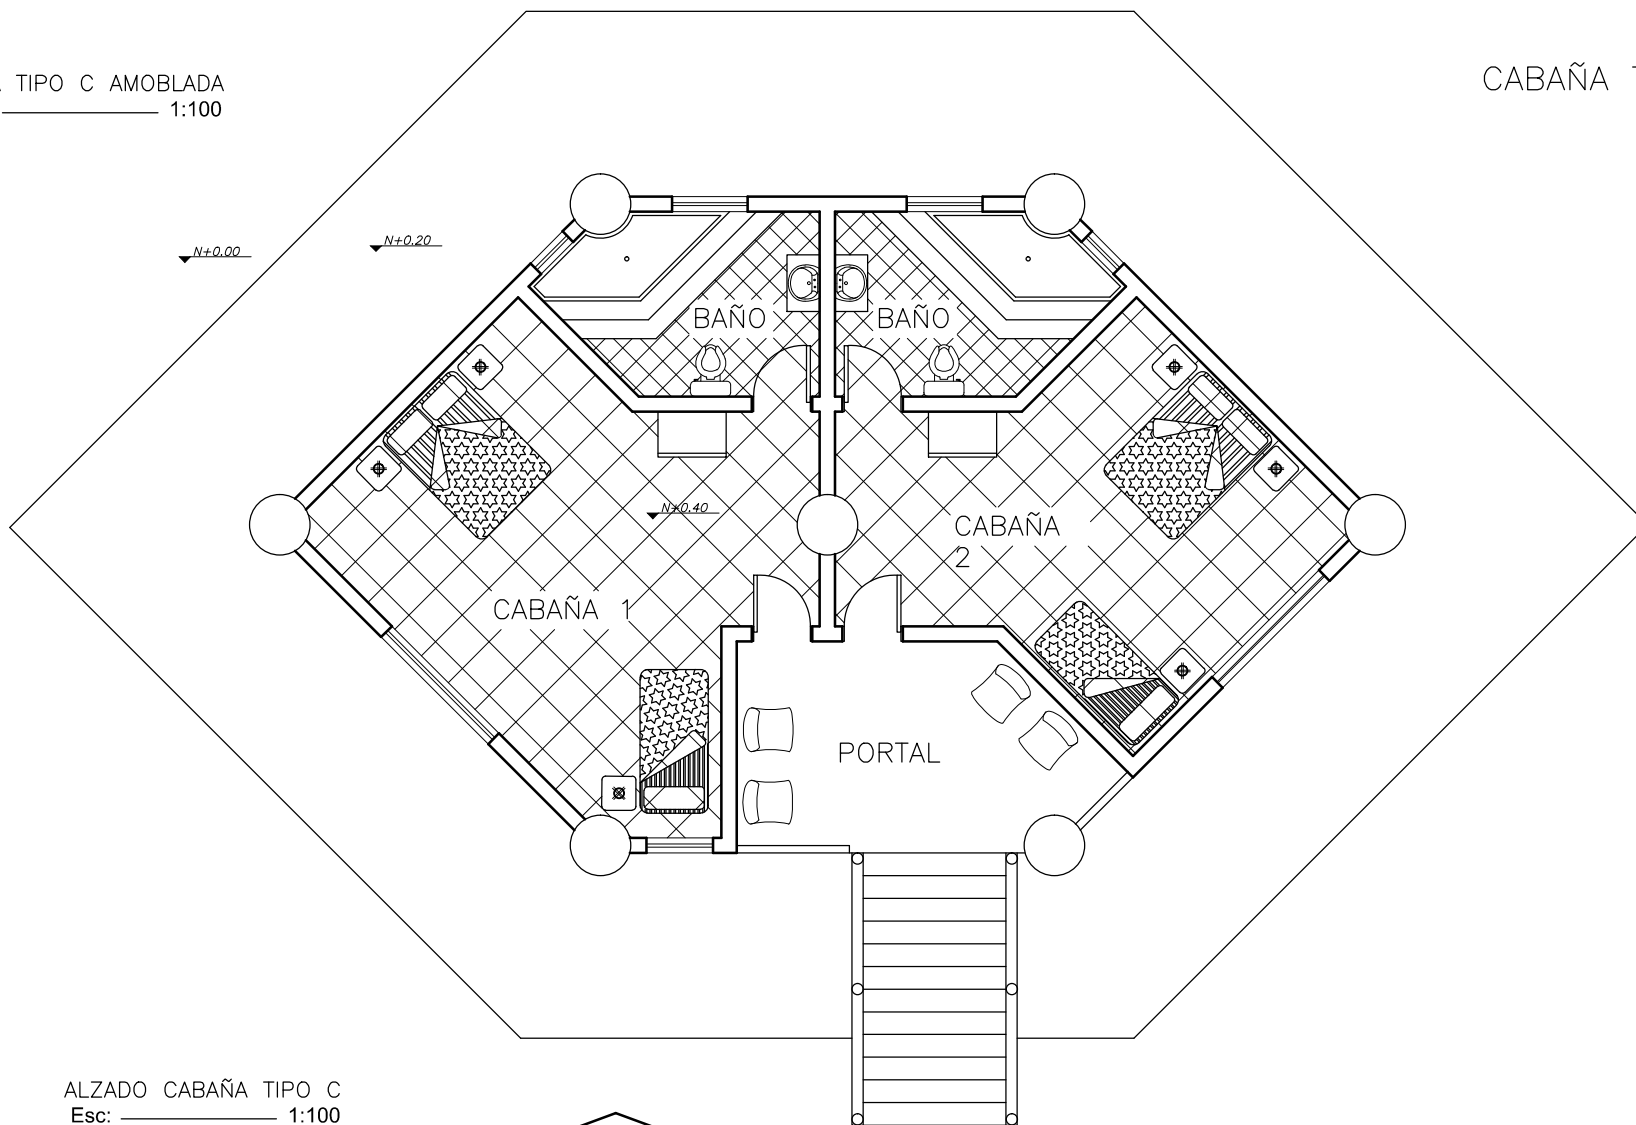 TIPO C AMOBLADA
1:100
CABAÑA
N+0.00
N+0.20
BAÑO
BAÑO
N+0.40
CABAÑA
2
CABAÑA 1
PORTAL
ALZADO CABAÑA TIPO C
Esc: 1:100